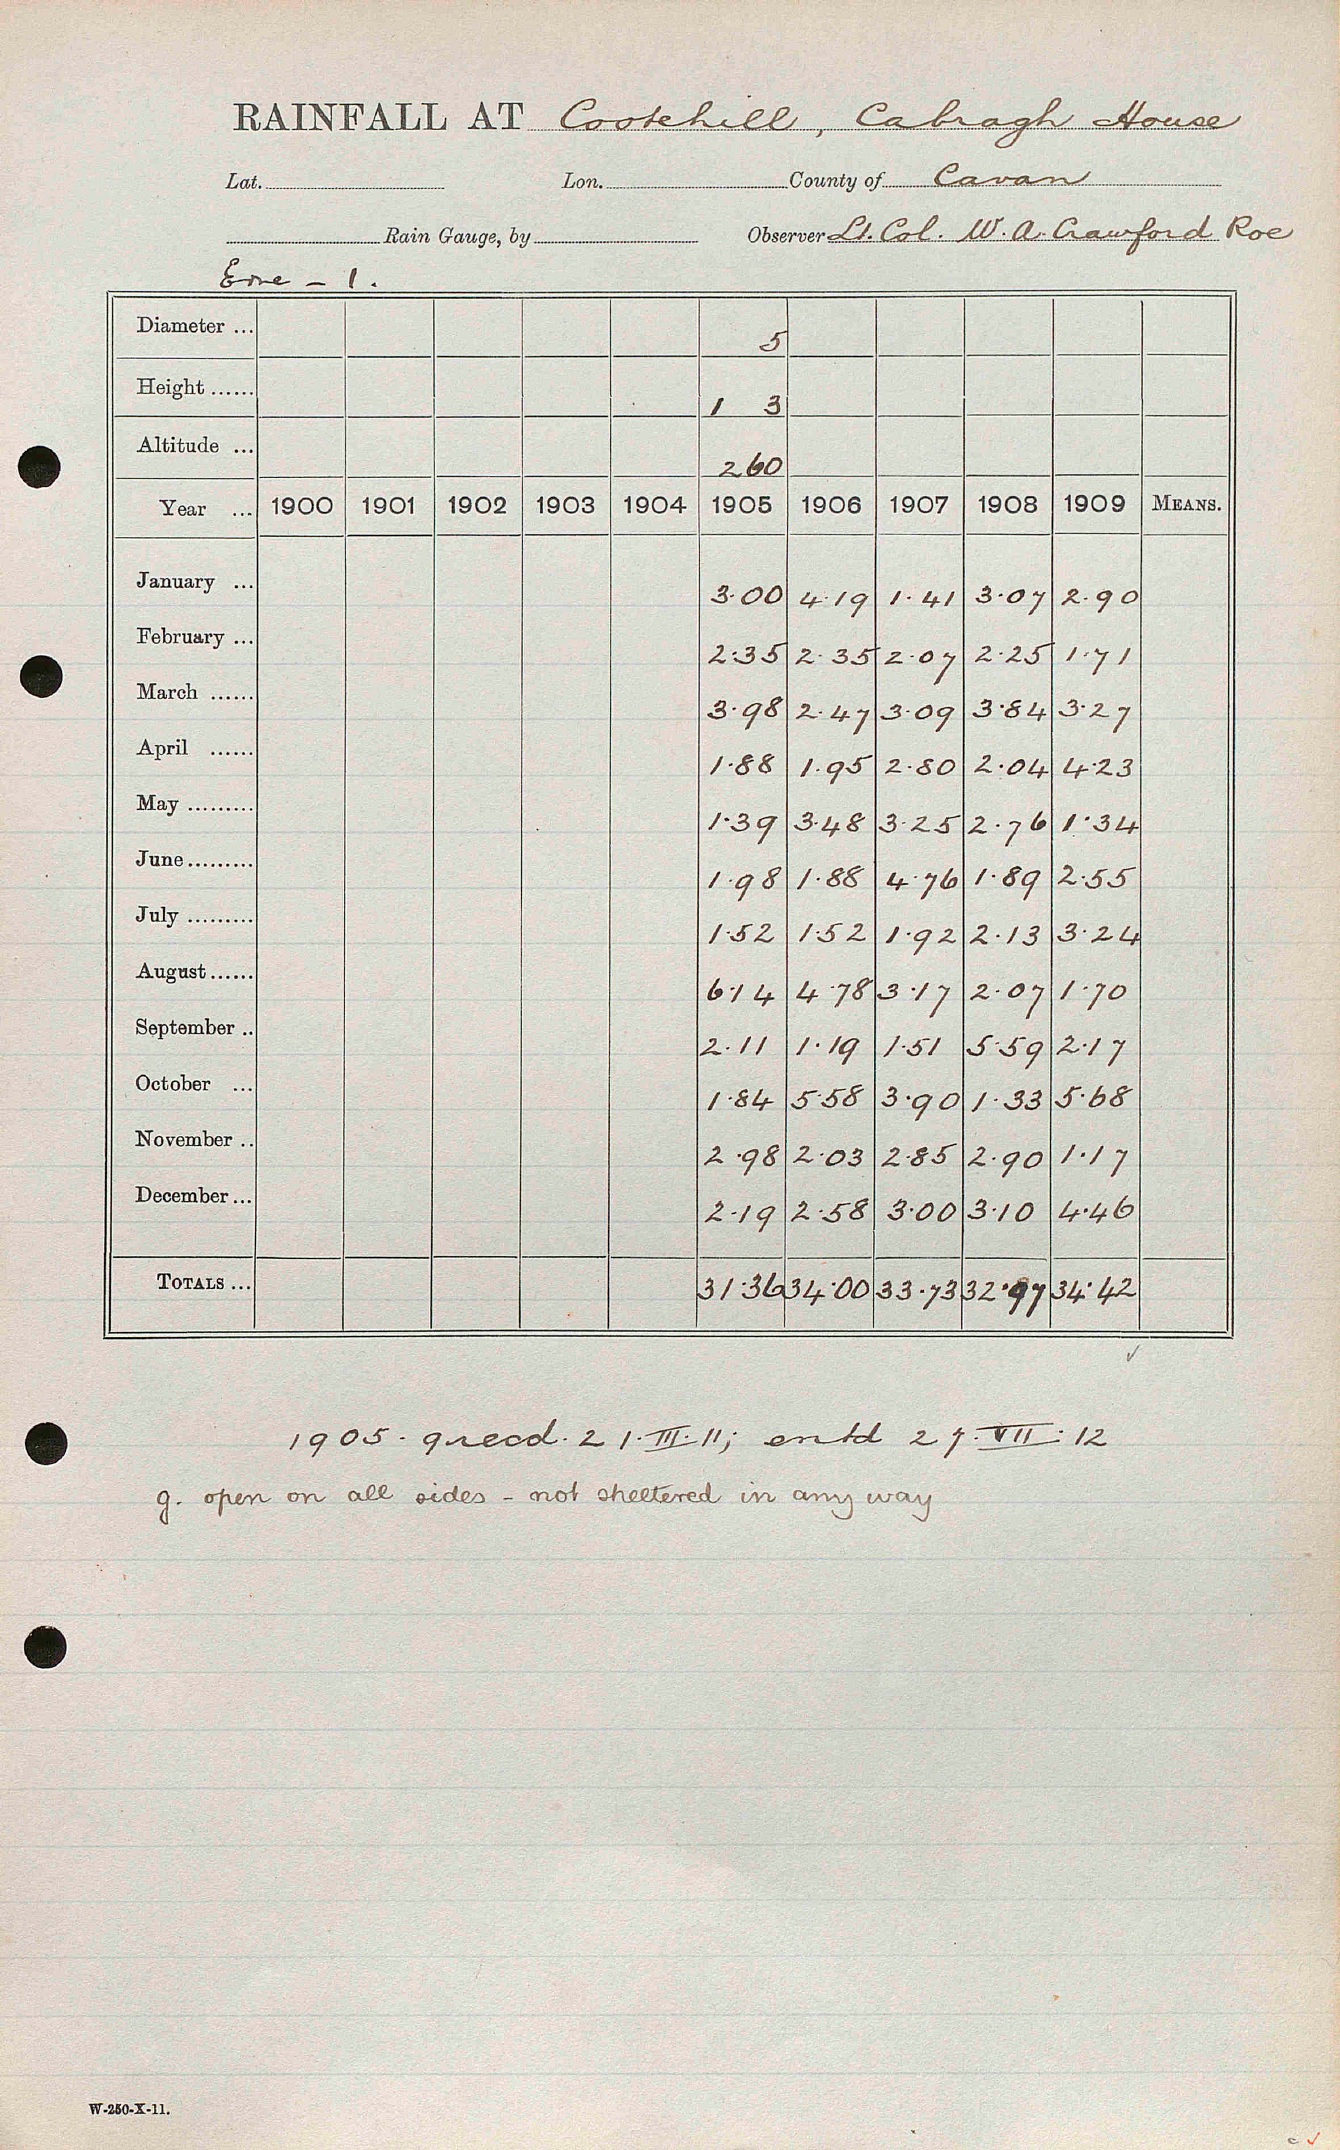 RAINFALL AT Cootehill, Cabragh House
Lat. Lon. County of Cavan
Rain Gauge, by Observer Lt. Col. W. A. Crawford Roe
Erne - 1.
Diameter ... 5
Height ...... 1 3
Altitude ... 260
Year ... 1900 1901 1902 1903 1904 1905 1906 1907 1908 1909 MEANS.
January ... 3.00 4.19 1.41 3.07 2.90
February ... 2.35 2.35 2.07 2.25 1.71
March ...... 3.98 2.47 3.09 3.84 3.27
April ...... 1.88 1.95 2.80 2.04 4.23
May ......... 1.39 3.48 3.25 2.76 1.34
June ......... 1.98 1.88 4.76 1.89 2.55
July ......... 1.52 1.52 1.92 2.13 3.24
August ...... 6.14 4.78 3.17 2.07 1.70
September .. 2.11 1.19 1.51 5.59 2.17
October ... 1.84 5.58 3.90 1.33 5.68
November .. 2.98 2.03 2.85 2.90 1.17
December ... 2.19 2.58 3.00 3.10 4.46
TOTALS ... 31.36 34.00 33.73 32.97 34.42
1905. 9 recd. 21.III.11; entd 27.VII.12
g. open on all sides - not sheltered in any way
W-250-X-11.